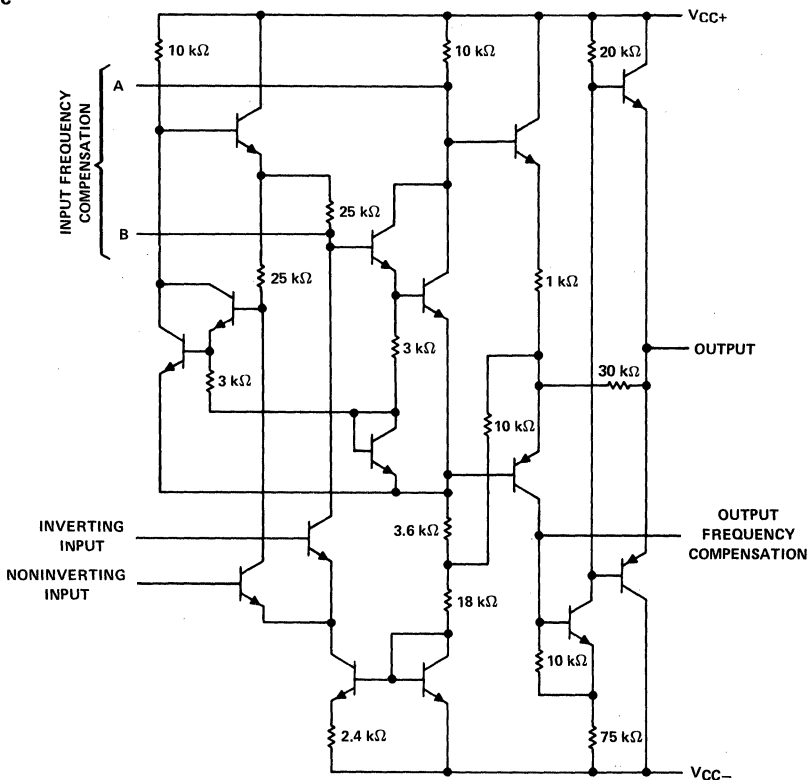 VCC+
10 kΩ
10 kΩ
20 kΩ
A
INPUT FREQUENCY
COMPENSATION
25 kΩ
B
25 kΩ
1 kΩ
3 kΩ
OUTPUT
3 kΩ
30 kΩ
10 kΩ
INVERTING
INPUT
3.6 kΩ
OUTPUT
FREQUENCY
COMPENSATION
NONINVERTING
INPUT
18 kΩ
10 kΩ
2.4 kΩ
75 kΩ
VCC–